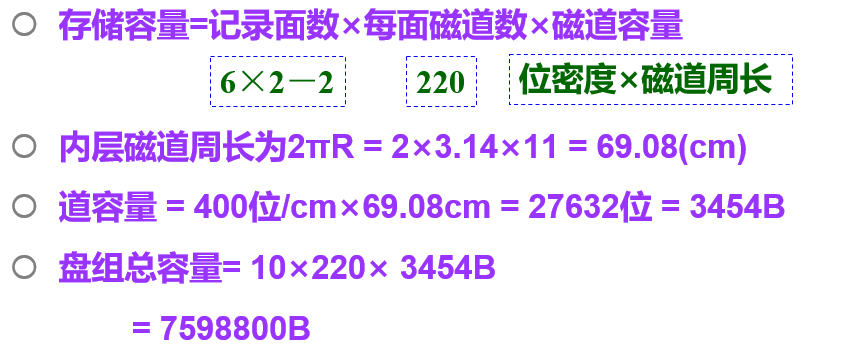 存储容量=记录面数×每面磁道数×磁道容量
6×2－2 220 位密度×磁道周长
内层磁道周长为2πR = 2×3.14×11 = 69.08(cm)
道容量 = 400位/cm×69.08cm = 27632位 = 3454B
盘组总容量= 10×220× 3454B
= 7598800B